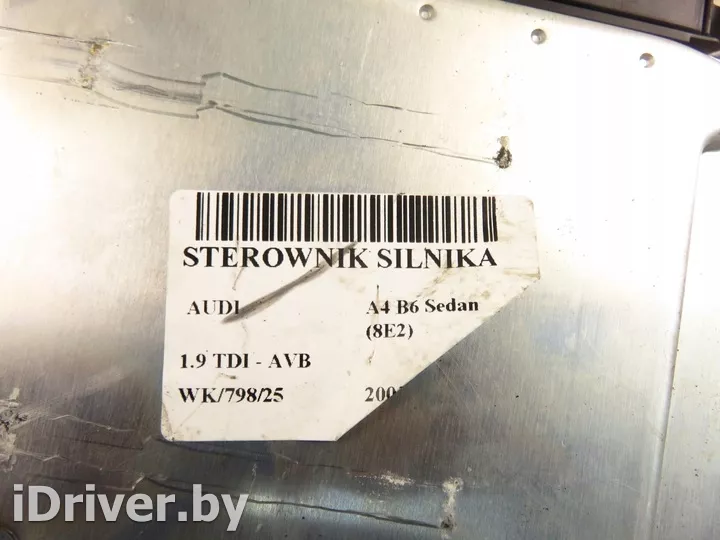 STEROWNIK SILNIKA
AUDI A4 B6 Sedan
(8E2)
1.9 TDI - AVB
WK/798/25
iDriver.by